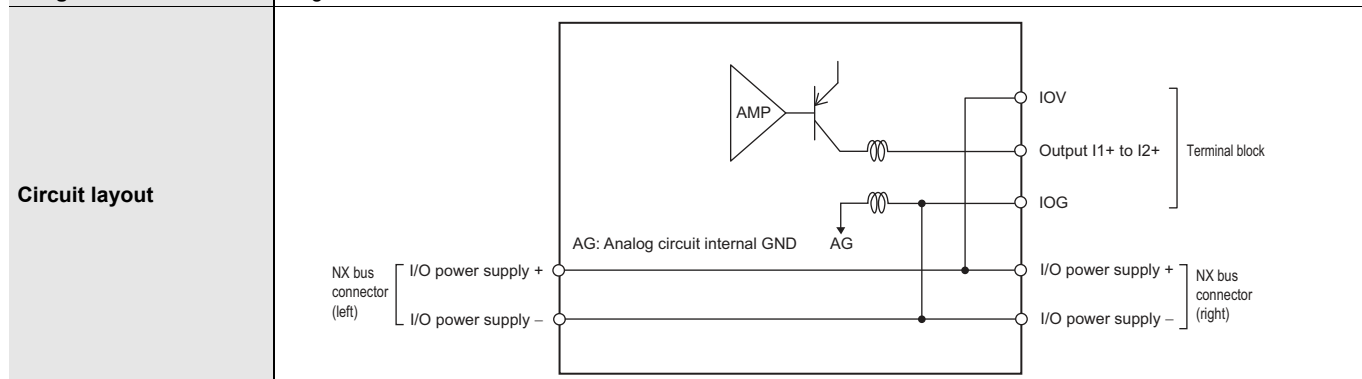 Circuit layout
AMP
IOV
Output I1+ to I2+
Terminal block
IOG
AG: Analog circuit internal GND
AG
NX bus
connector
(left)
I/O power supply +
I/O power supply –
I/O power supply +
I/O power supply –
NX bus
connector
(right)